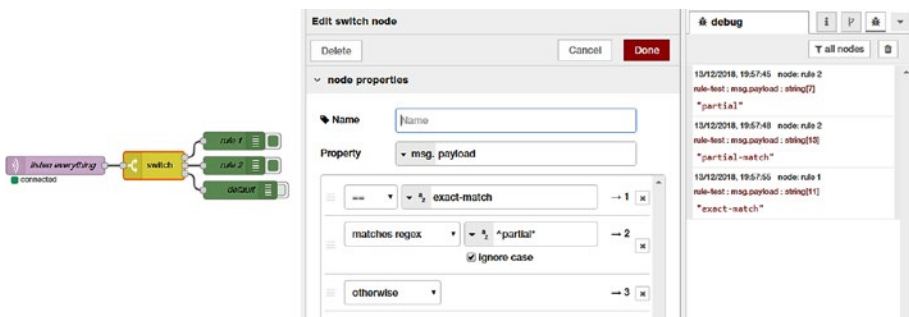 listen everything
connected
switch
rule 1
rule 2
default
Edit switch node
Delete
Cancel
Done
node properties
Name
Name
Property
msg. payload
==
a z
exact-match
→ 1
x
matches regex
a z
^partial*
→ 2
x
ignore case
otherwise
→ 3
x
debug
i
all nodes
13/12/2018, 19:57:45 node: rule 2
rule-test : msg.payload : string[7]
"partial"
13/12/2018, 19:57:48 node: rule 2
rule-test : msg.payload : string[13]
"partial-match"
13/12/2018, 19:57:55 node: rule 1
rule-test : msg.payload : string[11]
"exact-match"